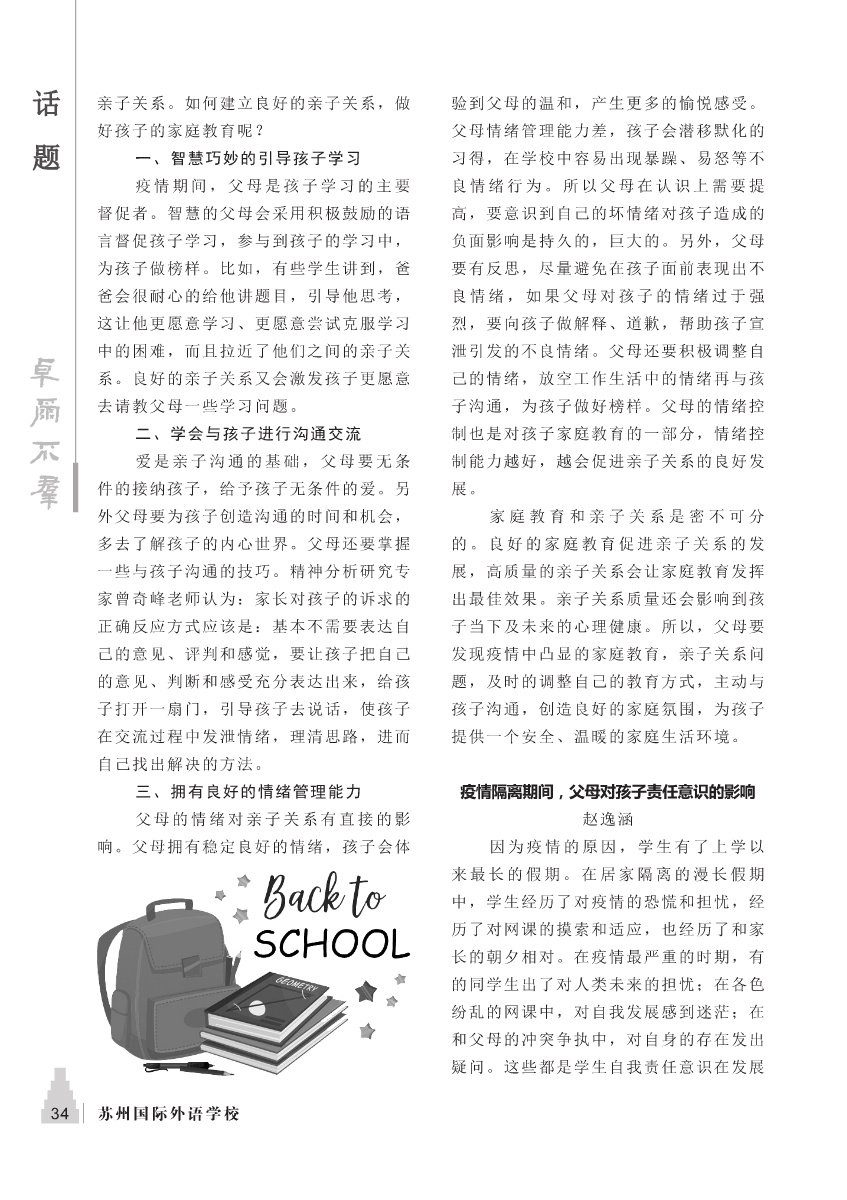 话
题
卓尔不群
亲子关系。如何建立良好的亲子关系，做
好孩子的家庭教育呢？
一、智慧巧妙的引导孩子学习
疫情期间，父母是孩子学习的主要
督促者。智慧的父母会采用积极鼓励的语
言督促孩子学习，参与到孩子的学习中，
为孩子做榜样。比如，有些学生讲到，爸
爸会很耐心的给他讲题目，引导他思考，
这让他更愿意学习、更愿意尝试克服学习
中的困难，而且拉近了他们之间的亲子关
系。良好的亲子关系又会激发孩子更愿意
去请教父母一些学习问题。
二、学会与孩子进行沟通交流
爱是亲子沟通的基础，父母要无条
件的接纳孩子，给予孩子无条件的爱。另
外父母要为孩子创造沟通的时间和机会，
多去了解孩子的内心世界。父母还要掌握
一些与孩子沟通的技巧。精神分析研究专
家曾奇峰老师认为：家长对孩子的诉求的
正确反应方式应该是：基本不需要表达自
己的意见、评判和感觉，要让孩子把自己
的意见、判断和感受充分表达出来，给孩
子打开一扇门，引导孩子去说话，使孩子
在交流过程中发泄情绪，理清思路，进而
自己找出解决的方法。
三、拥有良好的情绪管理能力
父母的情绪对亲子关系有直接的影
响。父母拥有稳定良好的情绪，孩子会体
Back to
SCHOOL
GEOMETRY
验到父母的温和，产生更多的愉悦感受。
父母情绪管理能力差，孩子会潜移默化的
习得，在学校中容易出现暴躁、易怒等不
良情绪行为。所以父母在认识上需要提
高，要意识到自己的坏情绪对孩子造成的
负面影响是持久的，巨大的。另外，父母
要有反思，尽量避免在孩子面前表现出不
良情绪，如果父母对孩子的情绪过于强
烈，要向孩子做解释、道歉，帮助孩子宣
泄引发的不良情绪。父母还要积极调整自
己的情绪，放空工作生活中的情绪再与孩
子沟通，为孩子做好榜样。父母的情绪控
制也是对孩子家庭教育的一部分，情绪控
制能力越好，越会促进亲子关系的良好发
展。
家庭教育和亲子关系是密不可分
的。良好的家庭教育促进亲子关系的发
展，高质量的亲子关系会让家庭教育发挥
出最佳效果。亲子关系质量还会影响到孩
子当下及未来的心理健康。所以，父母要
发现疫情中凸显的家庭教育，亲子关系问
题，及时的调整自己的教育方式，主动与
孩子沟通，创造良好的家庭氛围，为孩子
提供一个安全、温暖的家庭生活环境。
疫情隔离期间，父母对孩子责任意识的影响
赵逸涵
因为疫情的原因，学生有了上学以
来最长的假期。在居家隔离的漫长假期
中，学生经历了对疫情的恐慌和担忧，经
历了对网课的摸索和适应，也经历了和家
长的朝夕相对。在疫情最严重的时期，有
的同学生出了对人类未来的担忧；在各色
纷乱的网课中，对自我发展感到迷茫；在
和父母的冲突争执中，对自身的存在发出
疑问。这些都是学生自我责任意识在发展
34
苏州国际外语学校